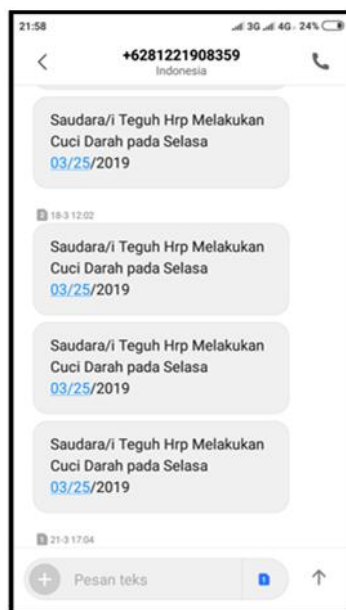 21:58
3G 4G 24%
+6281221908359
Indonesia
Saudara/i Teguh Hrp Melakukan
Cuci Darah pada Selasa
03/25/2019
2 18-3 12:02
Saudara/i Teguh Hrp Melakukan
Cuci Darah pada Selasa
03/25/2019
Saudara/i Teguh Hrp Melakukan
Cuci Darah pada Selasa
03/25/2019
Saudara/i Teguh Hrp Melakukan
Cuci Darah pada Selasa
03/25/2019
1 21-3 17:04
Pesan teks
1